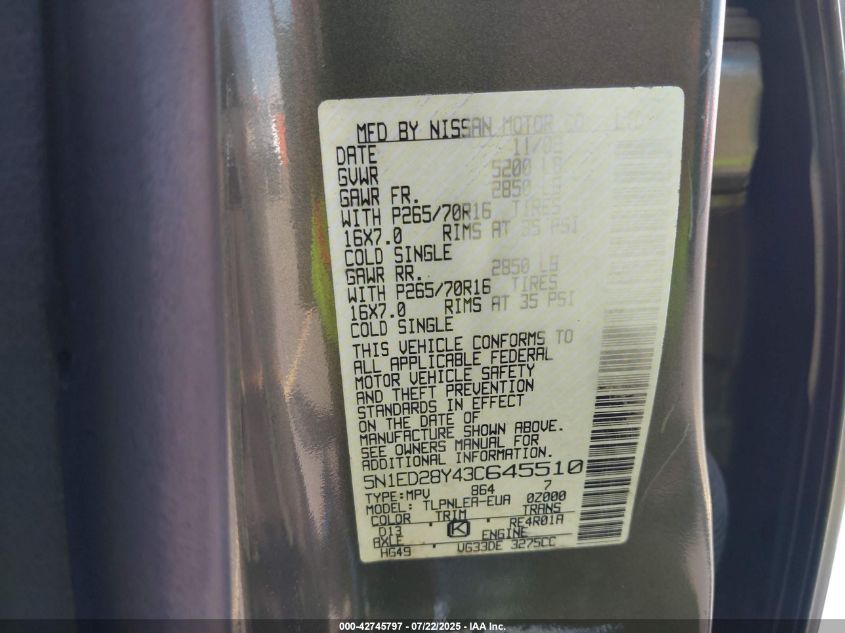 MFD BY NISSAN MOTOR CO., LTD.
DATE 11/02
GVWR 5200 LB
GAWR FR. 2850 LB
WITH P265/70R16 TIRES
16X7.0 RIMS AT 35 PSI
COLD SINGLE
GAWR RR. 2850 LB
WITH P265/70R16 TIRES
16X7.0 RIMS AT 35 PSI
COLD SINGLE
THIS VEHICLE CONFORMS TO
ALL APPLICABLE FEDERAL
MOTOR VEHICLE SAFETY
AND THEFT PREVENTION
STANDARDS IN EFFECT
ON THE DATE OF
MANUFACTURE SHOWN ABOVE.
SEE OWNERS MANUAL FOR
ADDITIONAL INFORMATION
5N1ED28Y43C645510
TYPE:MPV 864 7
MODEL: TLPNLEA-EUA 0Z000
COLOR TRIM TRANS
D13 K RE4R01A
AXLE ENGINE
HG49 VG33DE 3275CC
000-42745797 - 07/22/2025 - IAA Inc.